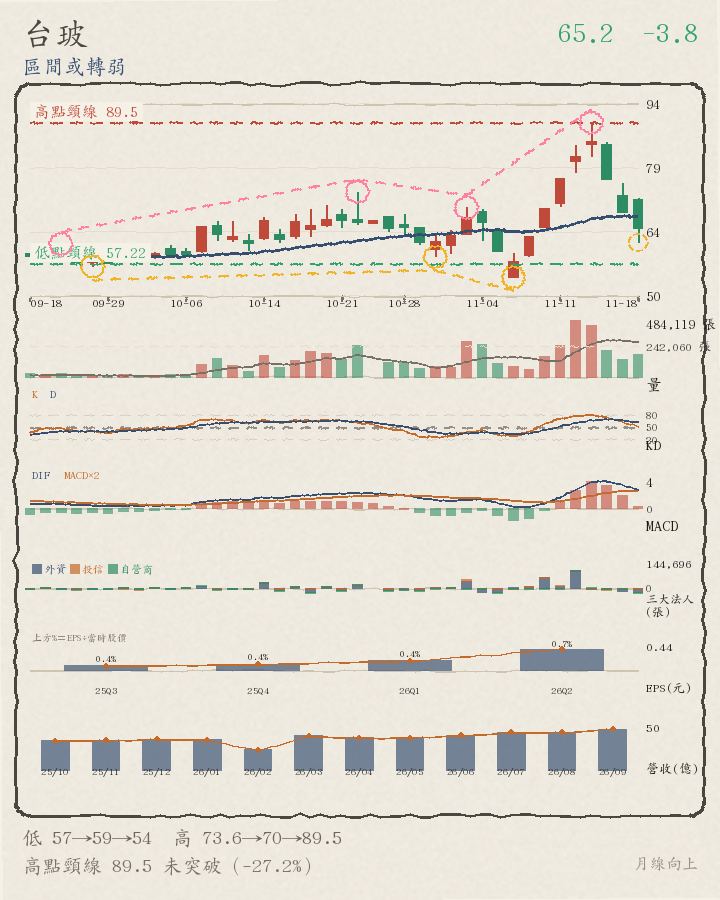 台玻
65.2 -3.8
區間或轉弱
高點頸線 89.5
94
79
低點頸線 57.22
64
50
09-18 09-29 10-06 10-14 10-21 10-28 11-04 11-11 11-18
484,119 張
242,060 張
量
K D
80
50
20
KD
DIF MACD×2
4
0
MACD
外資 投信 自營商
144,696
0
三大法人
(張)
上方%=EPS÷當時股價
0.4% 0.4% 0.4% 0.7%
0.44
25Q3 25Q4 26Q1 26Q2
EPS(元)
50
25/10 25/11 25/12 26/01 26/02 26/03 26/04 26/05 26/06 26/07 26/08 26/09
營收(億)
低 57→59→54 高 73.6→70→89.5
高點頸線 89.5 未突破 (-27.2%)
月線向上